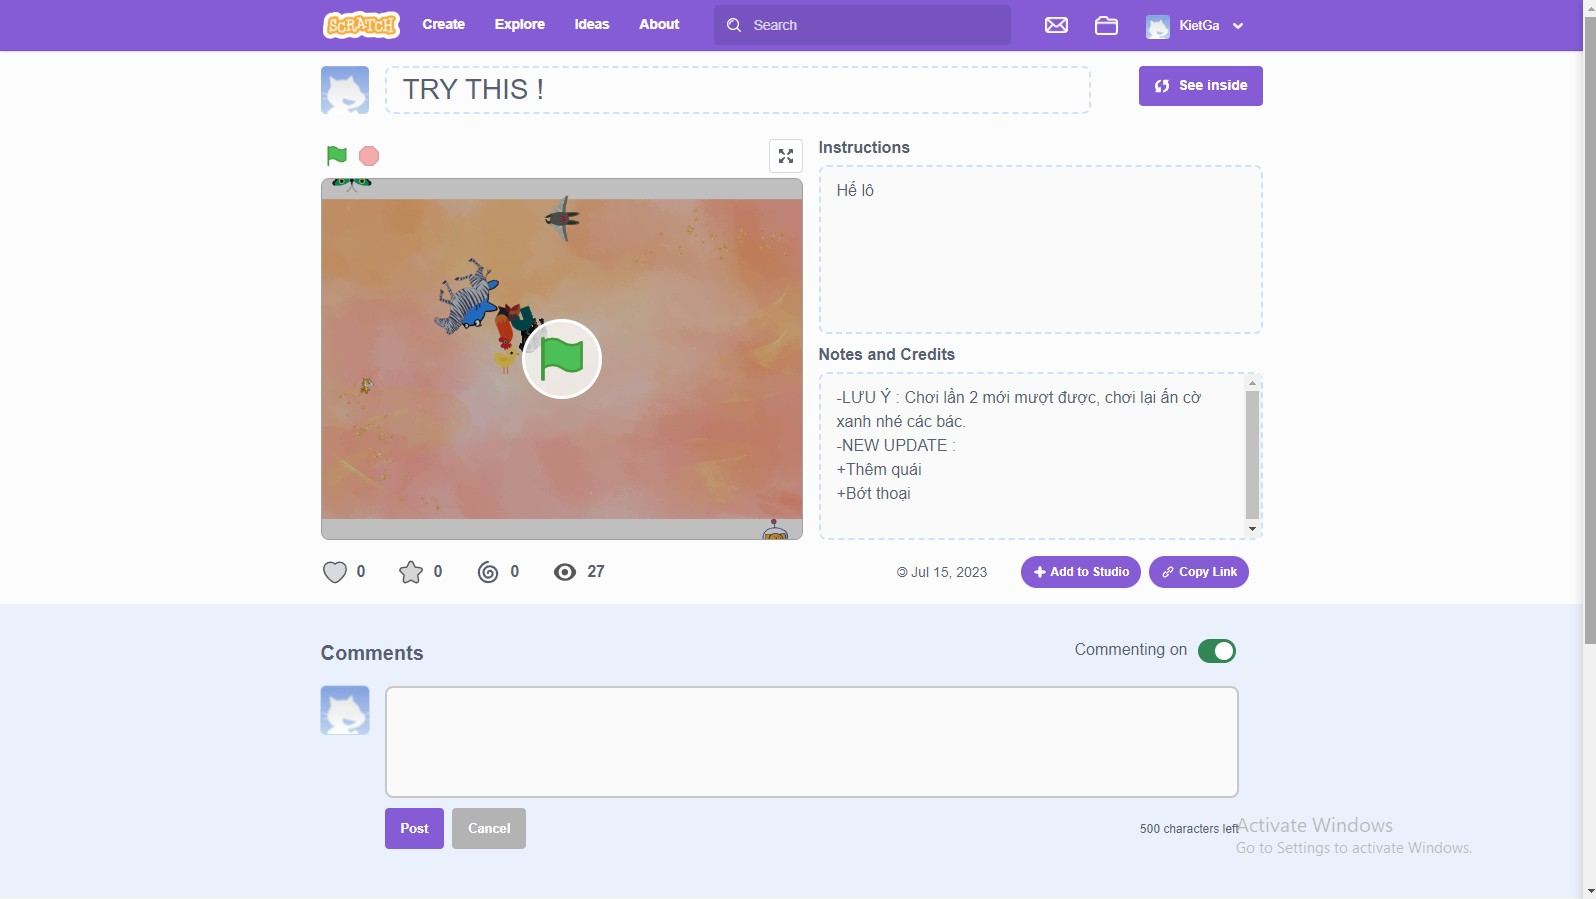 SCRATCH
Create
Explore
Ideas
About
Search
KietGa
TRY THIS !
See inside
Instructions
Hế lô
Notes and Credits
-LƯU Ý : Chơi lần 2 mới mượt được, chơi lại ấn cờ
xanh nhé các bác.
-NEW UPDATE :
+Thêm quái
+Bớt thoại
0
0
0
27
Jul 15, 2023
Add to Studio
Copy Link
Comments
Commenting on
Post
Cancel
500 characters left
Activate Windows
Go to Settings to activate Windows.